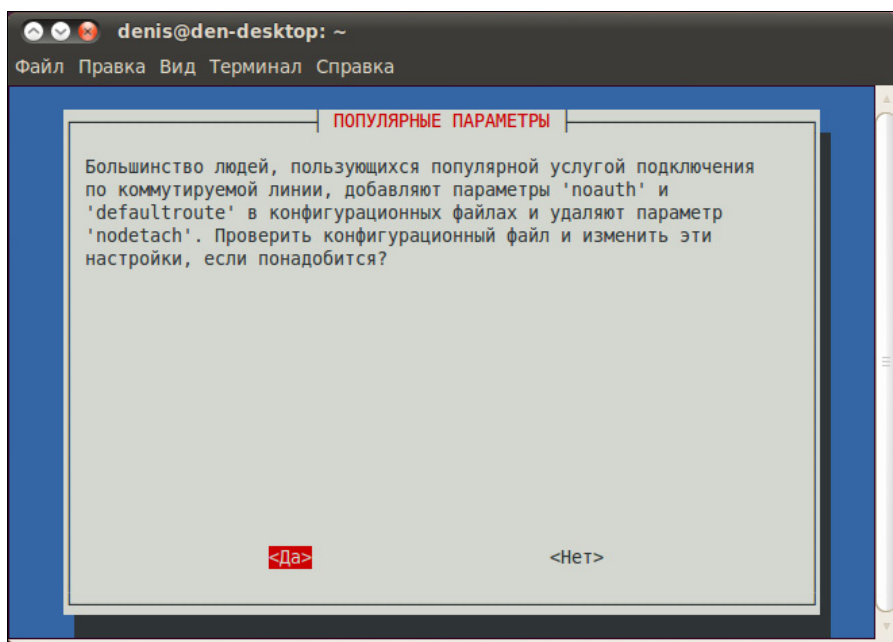 denis@den-desktop: ~
Файл Правка Вид Терминал Справка
ПОПУЛЯРНЫЕ ПАРАМЕТРЫ
Большинство людей, пользующихся популярной услугой подключения
по коммутируемой линии, добавляют параметры 'noauth' и
'defaultroute' в конфигурационных файлах и удаляют параметр
'nodetach'. Проверить конфигурационный файл и изменить эти
настройки, если понадобится?
<Да> <Нет>